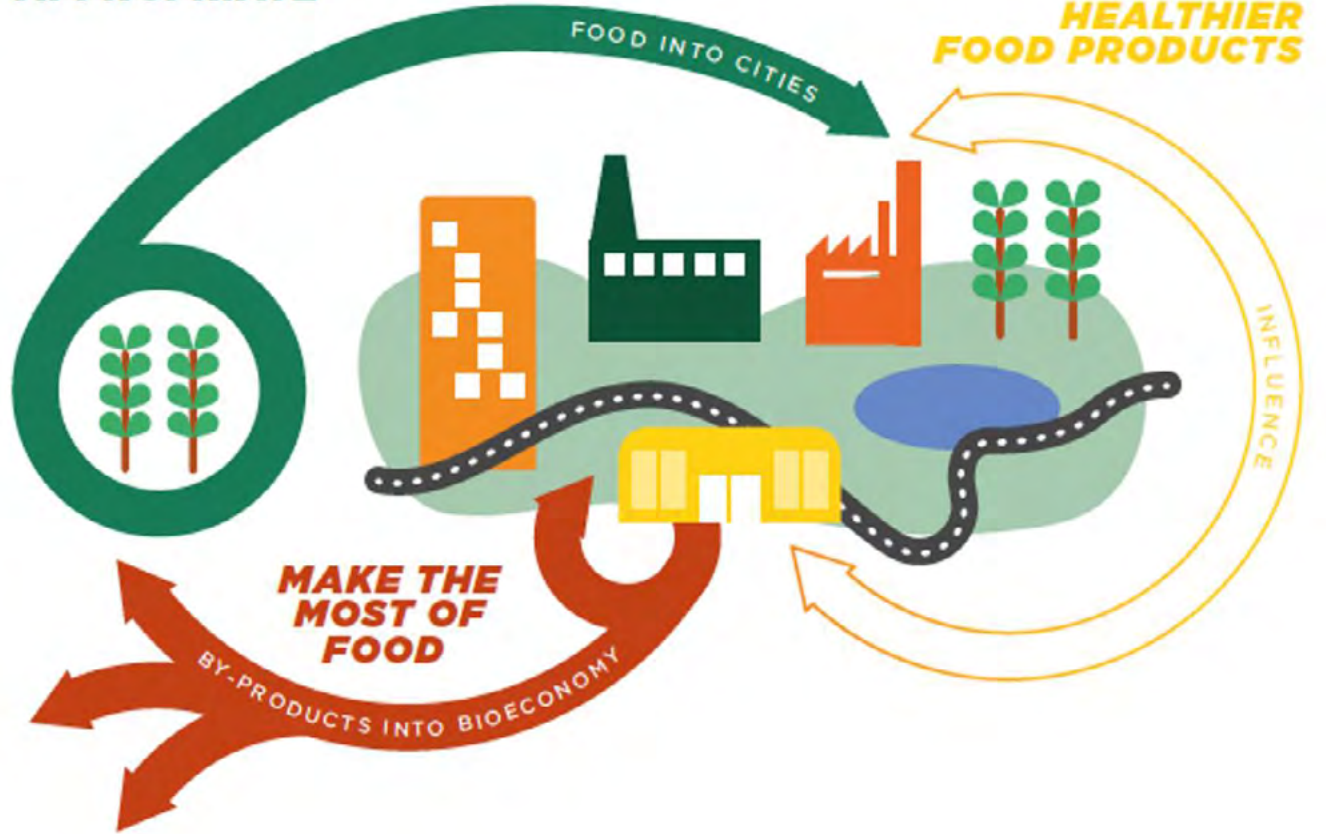 HEALTHIER
FOOD PRODUCTS
FOOD INTO CITIES
INFLUENCE
MAKE THE
MOST OF
FOOD
BY-PRODUCTS INTO BIOECONOMY